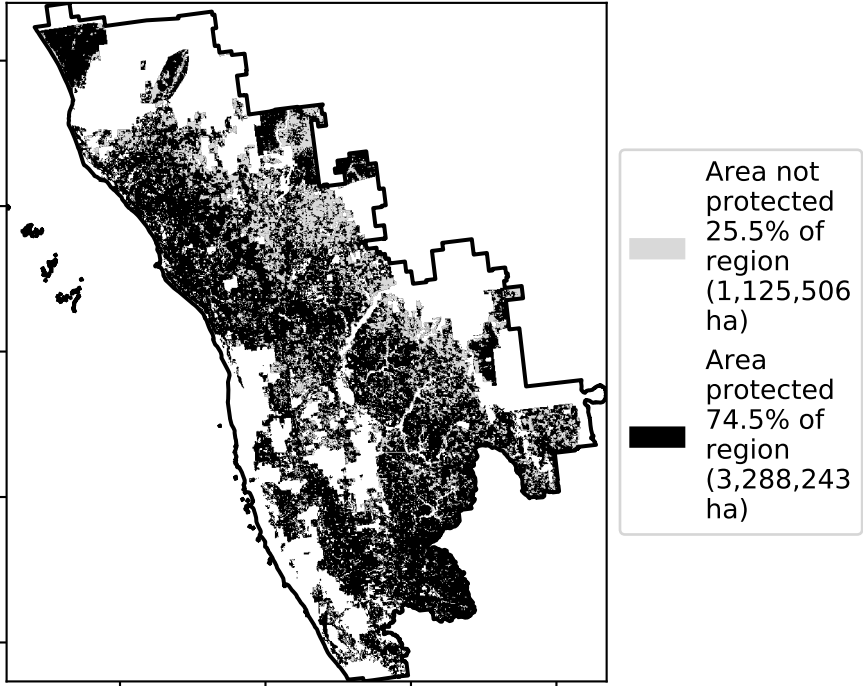 Area not
protected
25.5% of
region
(1,125,506
ha)
Area
protected
74.5% of
region
(3,288,243
ha)